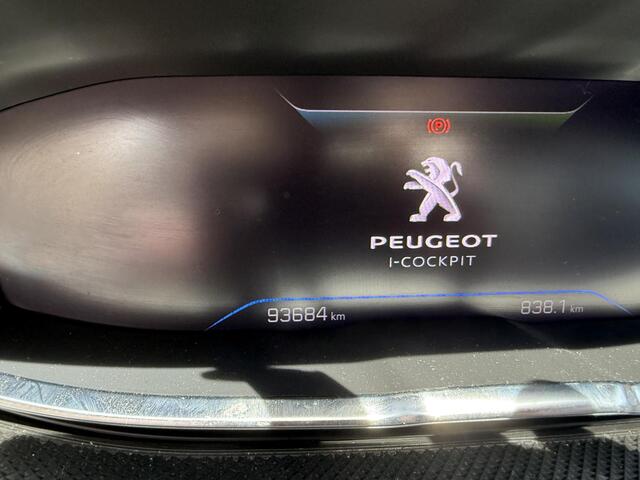 (P)
PEUGEOT
I-COCKPIT
93684 km 838.1 km